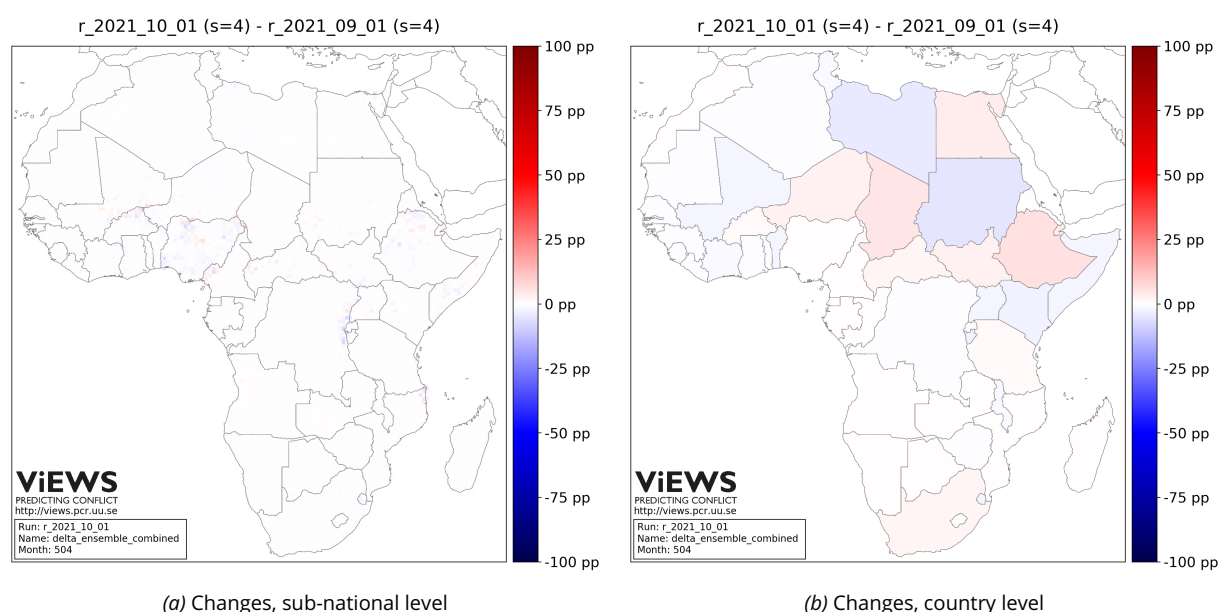 r_2021_10_01 (s=4) - r_2021_09_01 (s=4)
100 pp
75 pp
50 pp
25 pp
0 pp
-25 pp
-50 pp
-75 pp
-100 pp
ViEWS
PREDICTING CONFLICT
http://views.pcr.uu.se
Run: r_2021_10_01
Name: delta_ensemble_combined
Month: 504
(a) Changes, sub-national level
r_2021_10_01 (s=4) - r_2021_09_01 (s=4)
100 pp
75 pp
50 pp
25 pp
0 pp
-25 pp
-50 pp
-75 pp
-100 pp
ViEWS
PREDICTING CONFLICT
http://views.pcr.uu.se
Run: r_2021_10_01
Name: delta_ensemble_combined
Month: 504
(b) Changes, country level